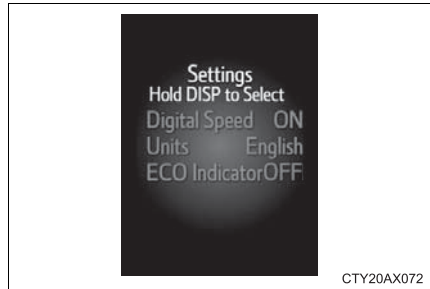 Settings
Hold DISP to Select
Digital Speed ON
Units English
ECO IndicatorOFF
CTY20AX072